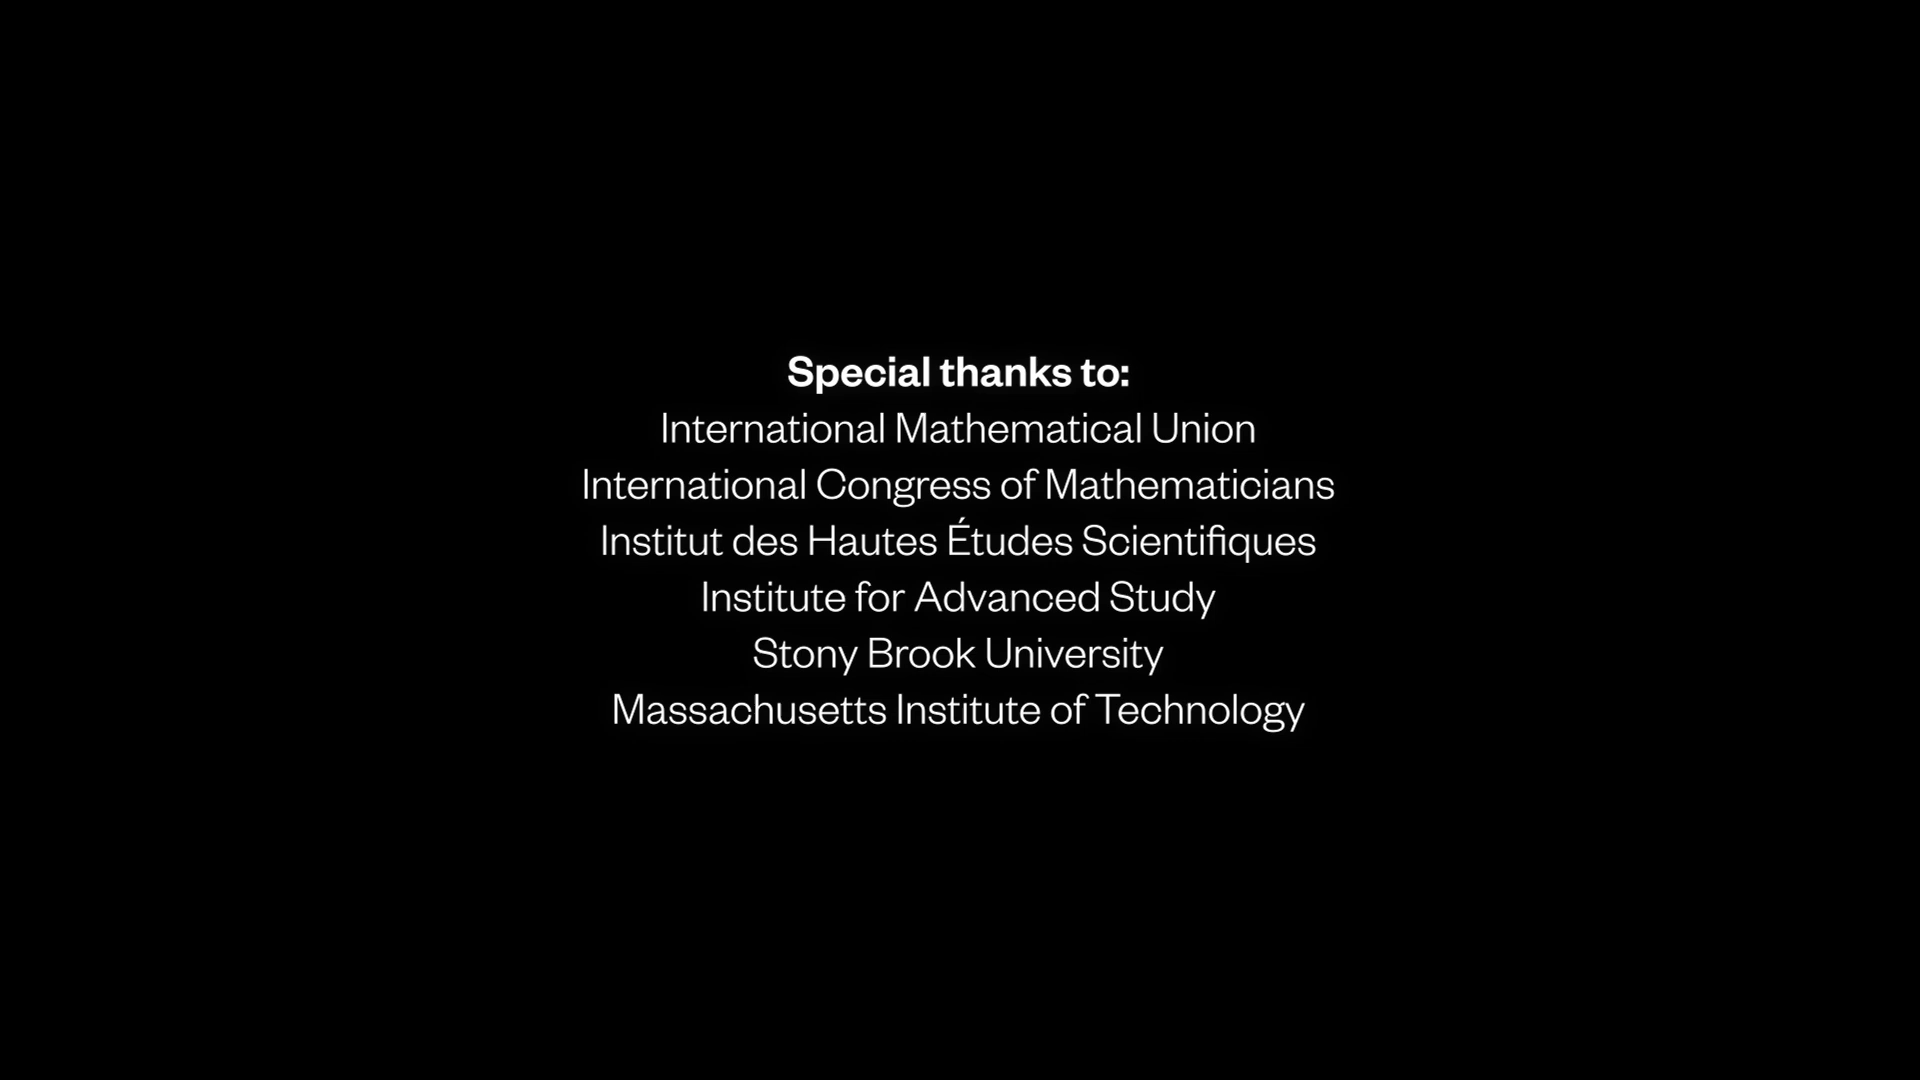 Special thanks to:
International Mathematical Union
International Congress of Mathematicians
Institut des Hautes Études Scientifiques
Institute for Advanced Study
Stony Brook University
Massachusetts Institute of Technology